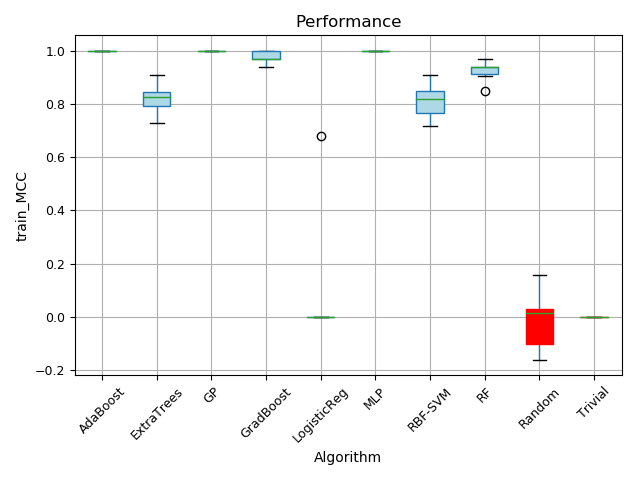 Performance
1.0
0.8
0.6
0.4
0.2
0.0
−0.2
train_MCC
AdaBoost
ExtraTrees
GP
GradBoost
LogisticReg
MLP
RBF-SVM
RF
Random
Trivial
Algorithm